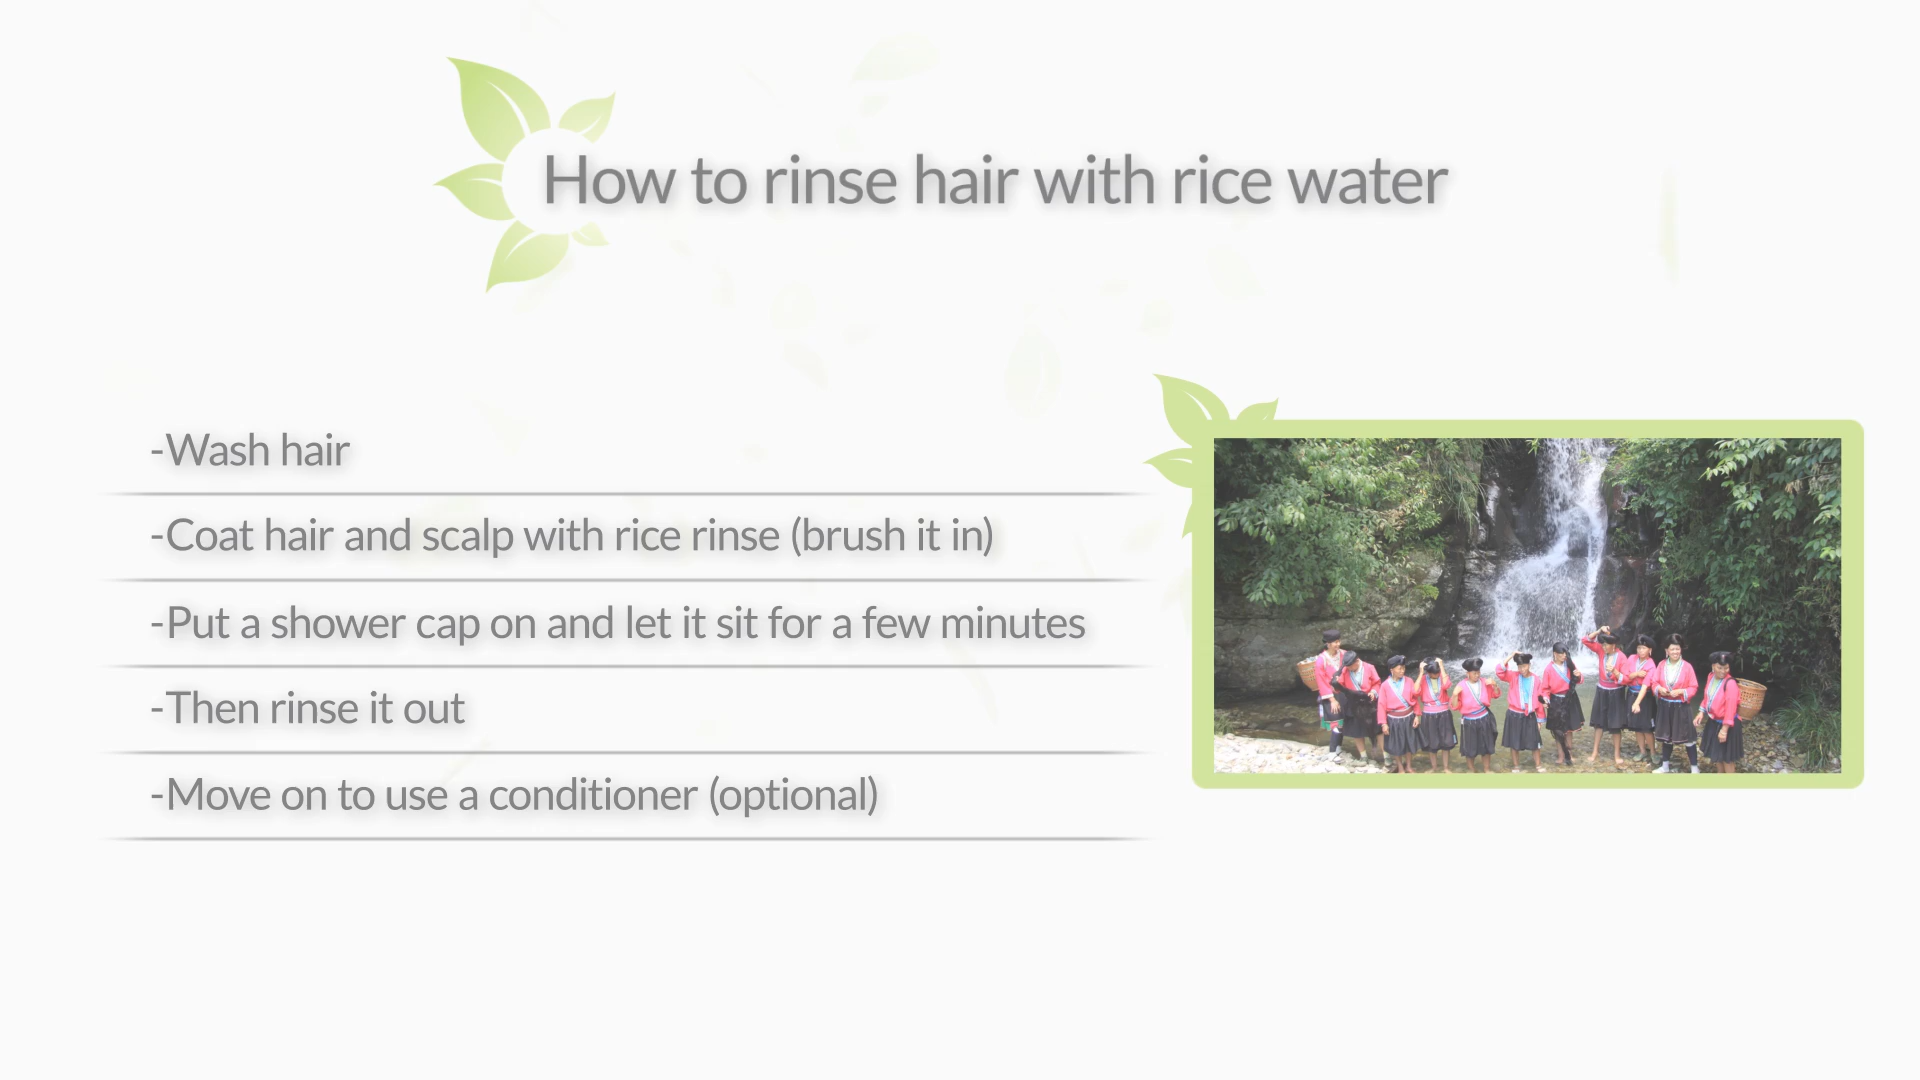 How to rinse hair with rice water
-Wash hair
-Coat hair and scalp with rice rinse (brush it in)
-Put a shower cap on and let it sit for a few minutes
-Then rinse it out
-Move on to use a conditioner (optional)